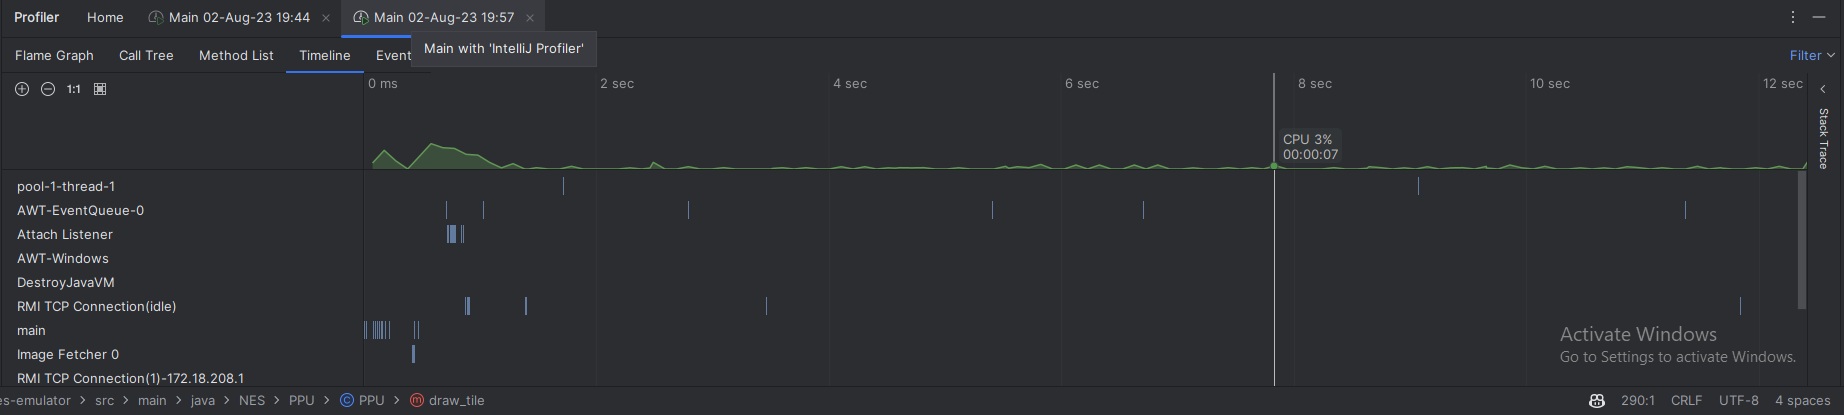 Profiler Home Main 02-Aug-23 19:44 × Main 02-Aug-23 19:57 ×
Main with 'IntelliJ Profiler'
Flame Graph Call Tree Method List Timeline Event Filter
1:1
0 ms 2 sec 4 sec 6 sec 8 sec 10 sec 12 sec
Stack Trace
CPU 3%
00:00:07
pool-1-thread-1
AWT-EventQueue-0
Attach Listener
AWT-Windows
DestroyJavaVM
RMI TCP Connection(idle)
main
Image Fetcher 0
RMI TCP Connection(1)-172.18.208.1
Activate Windows
Go to Settings to activate Windows.
es-emulator > src > main > java > NES > PPU > C PPU > m draw_tile 290:1 CRLF UTF-8 4 spaces